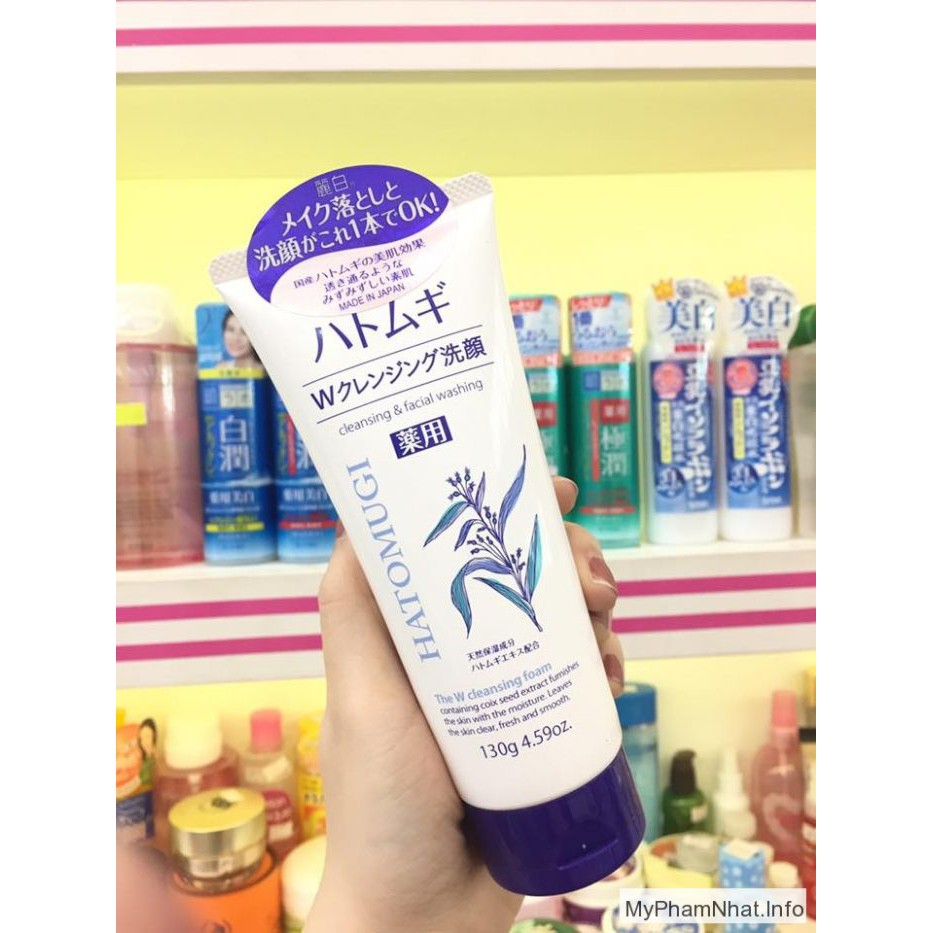 麗白
メイク落としと
洗顔がこれ1本でOK!
国産ハトムギの美肌効果
透き通るような
みずみずしい素肌
MADE IN JAPAN
ハトムギ
Wクレンジング洗顔
cleansing & facial washing
薬用
HATOMUGI
天然保湿成分
ハトムギエキス配合
The W cleansing foam
containing coix seed extract furnishes
the skin with the moisture. Leaves
the skin clear, fresh and smooth.
130g 4.59oz.
白潤
薬用美白
潤
極潤
美白
美白
MyPhamNhat.Info